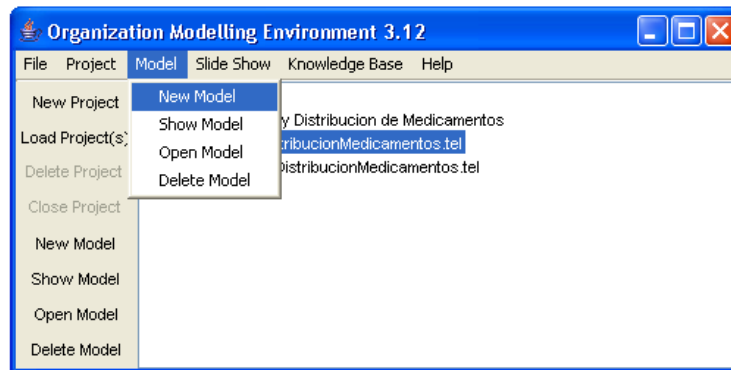 Organization Modelling Environment 3.12
File Project Model Slide Show Knowledge Base Help
New Project
Load Project(s)
Delete Project
Close Project
New Model
Show Model
Open Model
Delete Model
New Model
Show Model
Open Model
Delete Model
y Distribucion de Medicamentos
tribucionMedicamentos.tel
DistribucionMedicamentos.tel